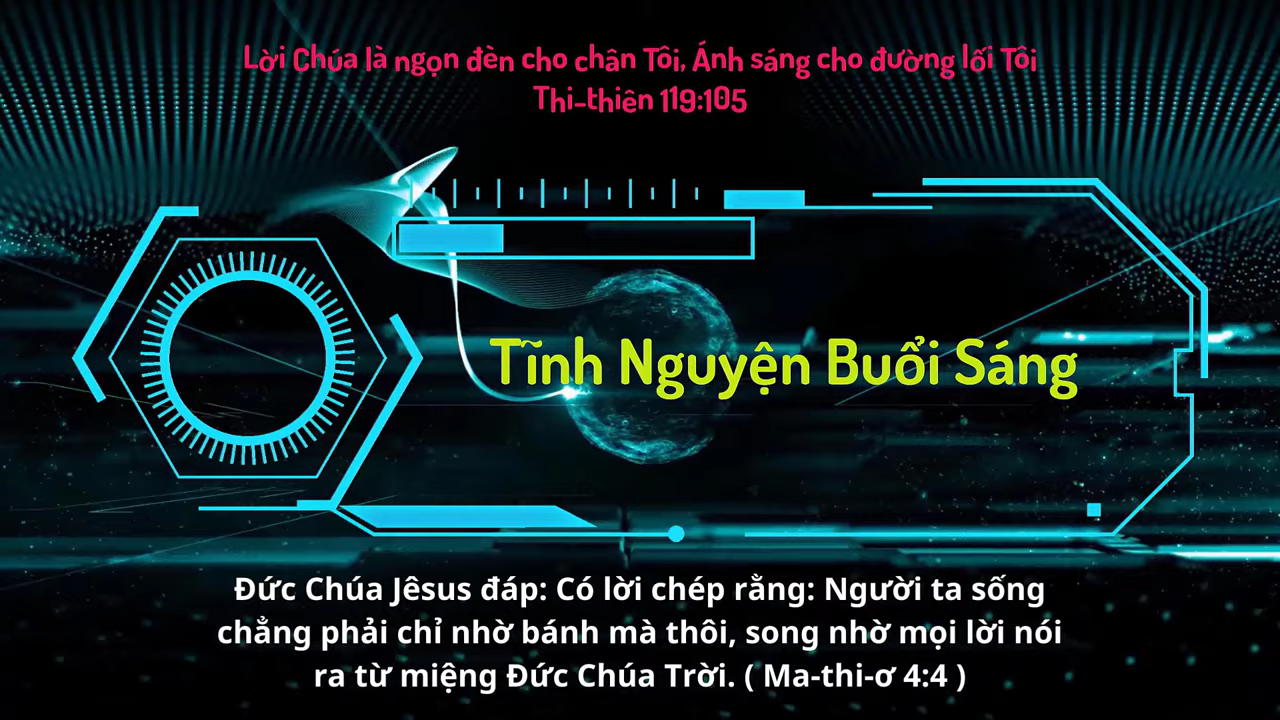 Lời Chúa là ngọn đèn cho chân Tôi, Ánh sáng cho đường lối Tôi
Thi-thiên 119:105
Tĩnh Nguyện Buổi Sáng
Đức Chúa Jêsus đáp: Có lời chép rằng: Người ta sống
chẳng phải chỉ nhờ bánh mà thôi, song nhờ mọi lời nói
ra từ miệng Đức Chúa Trời. ( Ma-thi-ơ 4:4 )